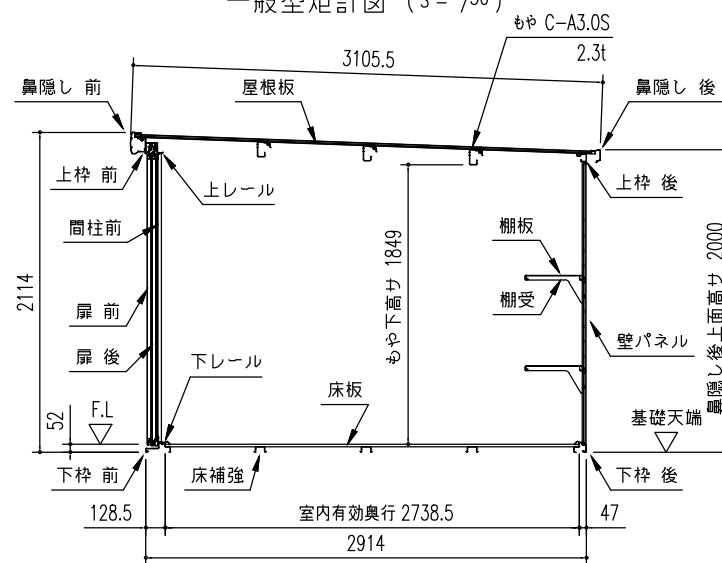 一般型矩計図 (S=1/30)
もや C-A3.0S
2.3t
3105.5
鼻隠し 前
屋根板
鼻隠し 後
上枠 前
上レール
上枠 後
間柱前
棚板
棚受
もや下高サ 1849
2114
鼻隠し後上面高サ 2000
扉 前
扉 後
壁パネル
下レール
床板
52
F.L
基礎天端
下枠 前
床補強
下枠 後
128.5
室内有効奥行 2738.5
47
2914